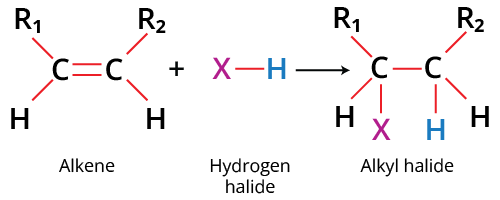 R1 R2
C C
H H
+
X H
R1 R2
C C
H X H H
Alkene
Hydrogen
halide
Alkyl halide